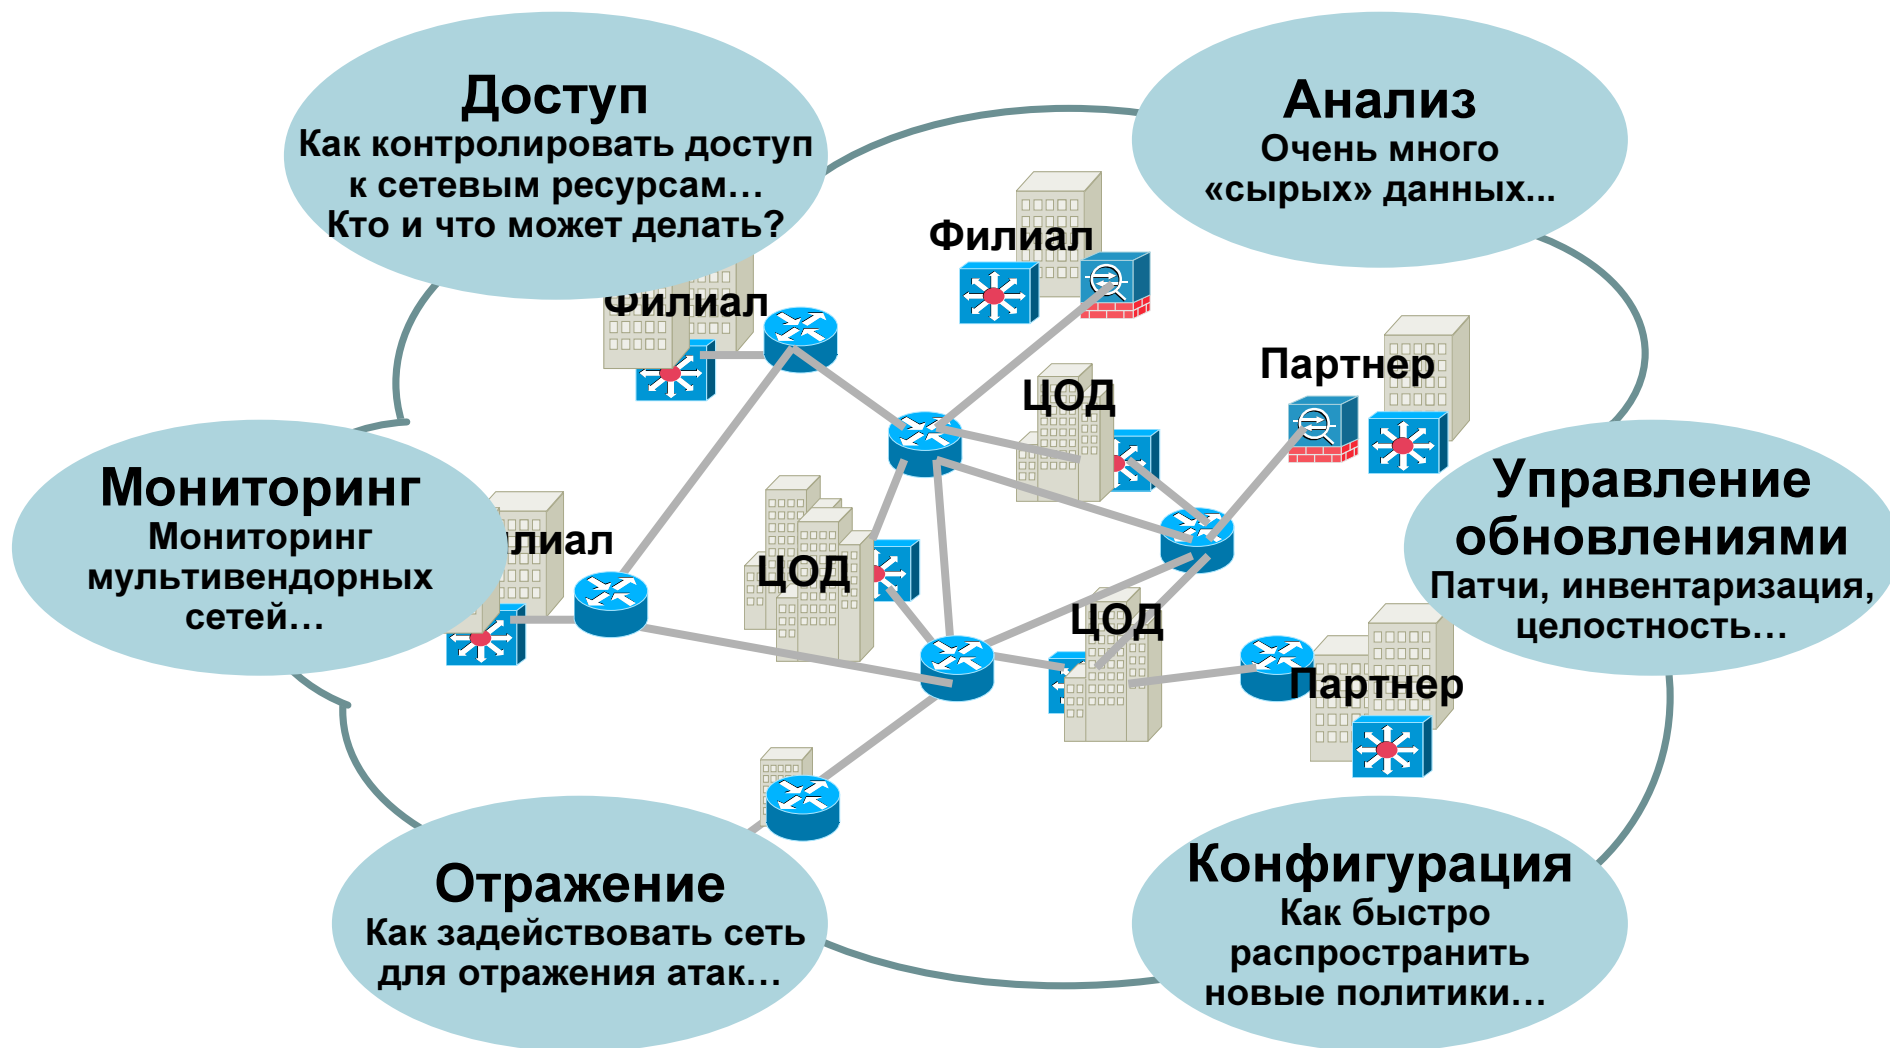 Доступ
Как контролировать доступ
к сетевым ресурсам…
Кто и что может делать?
Анализ
Очень много
«сырых» данных...
Филиал
Филиал
Партнер
ЦОД
Мониторинг
Мониторинг
мультивендорных
сетей…
лиал
ЦОД
ЦОД
Управление
обновлениями
Патчи, инвентаризация,
целостность…
Партнер
Отражение
Как задействовать сеть
для отражения атак…
Конфигурация
Как быстро
распространить
новые политики…